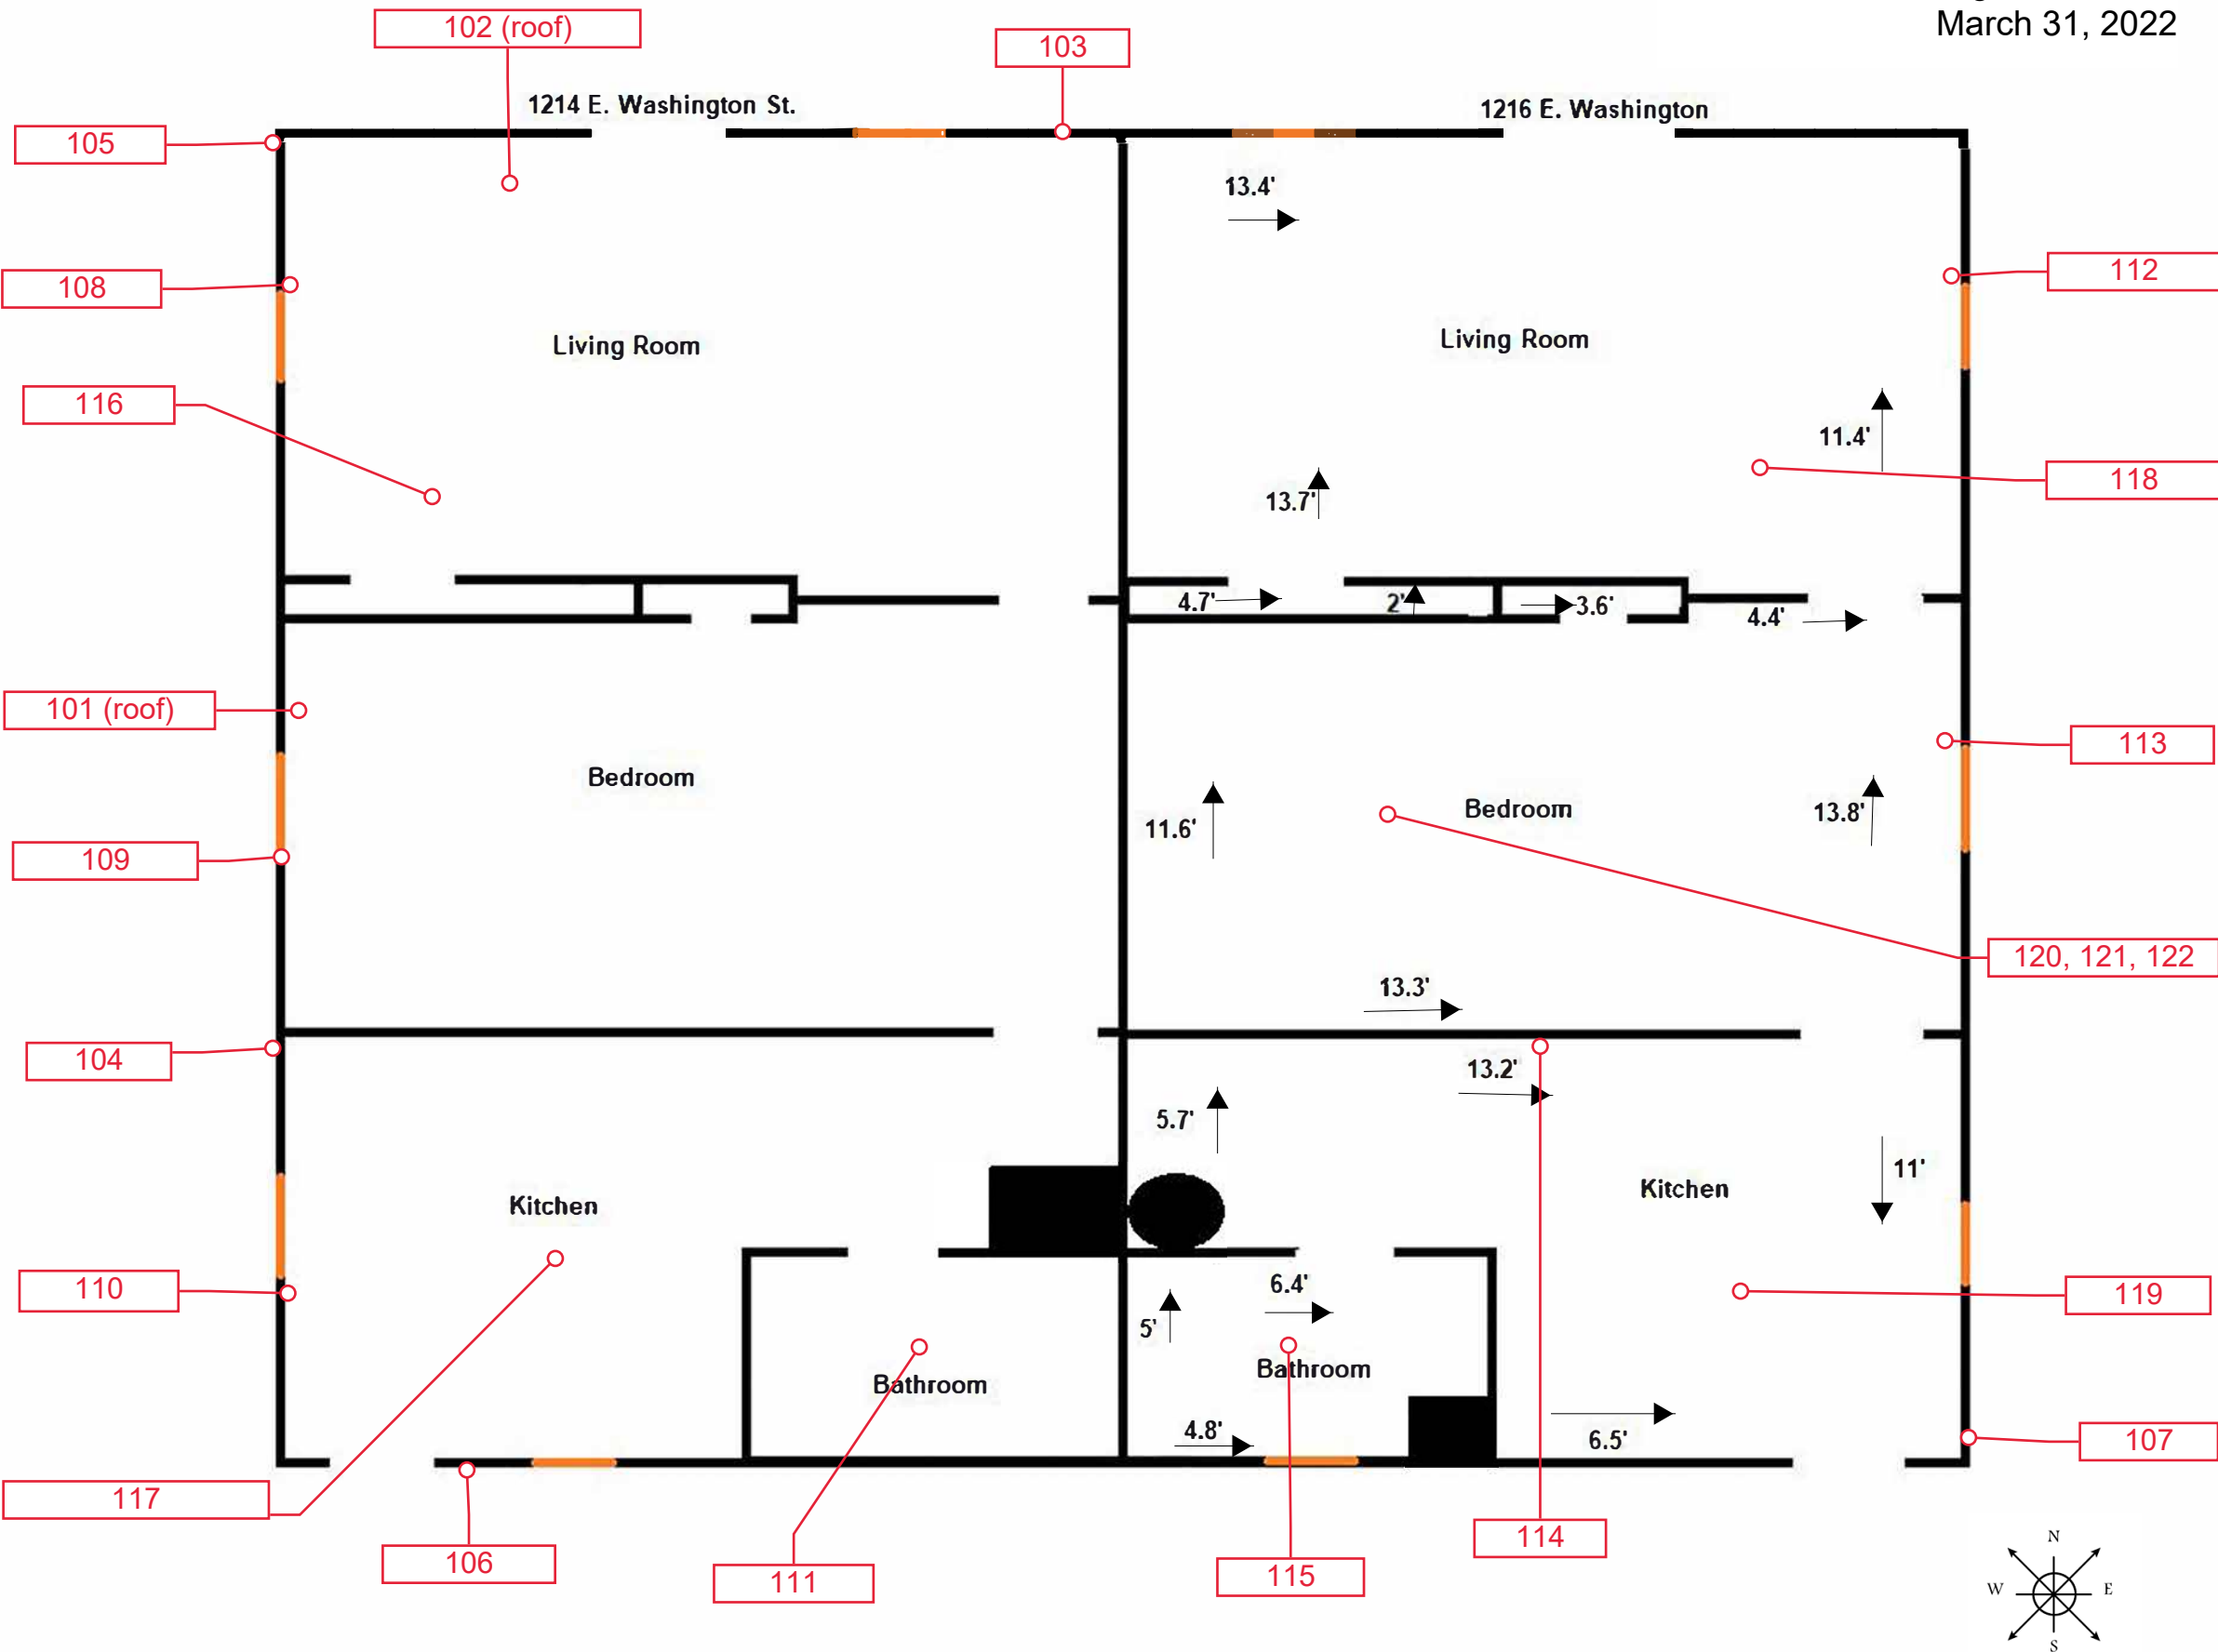 March 31, 2022
102 (roof)
103
1214 E. Washington St.
1216 E. Washington
105
13.4'
112
108
Living Room
Living Room
116
11.4'
118
13.7'
4.7'
2'
3.6'
4.4'
101 (roof)
113
Bedroom
Bedroom
13.8'
11.6'
109
120, 121, 122
13.3'
104
13.2'
5.7'
11'
Kitchen
Kitchen
110
6.4'
119
5'
Bathroom
Bathroom
4.8'
6.5'
107
117
106
114
111
115
N
W
E
S